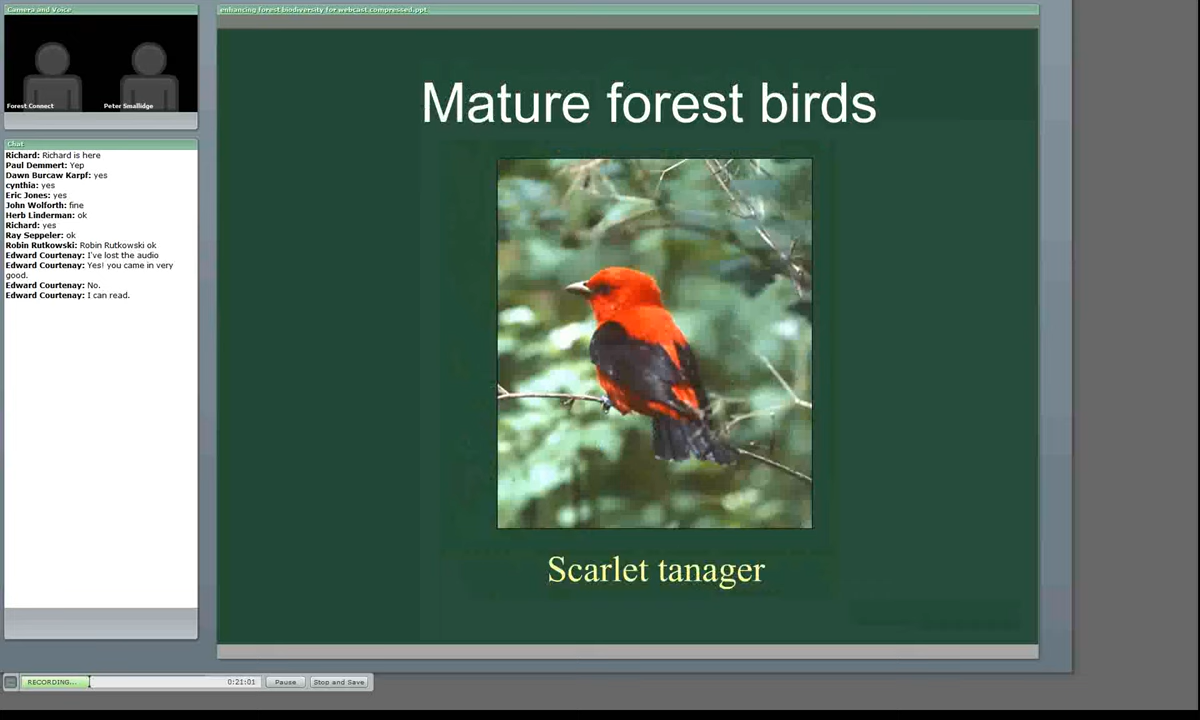 Camera and Voice
Forest Connect
Peter Smallidge
Chat
Richard: Richard is here
Paul Demmert: Yep
Dawn Burcaw Karpf: yes
cynthia: yes
Eric Jones: yes
John Wolforth: fine
Herb Linderman: ok
Richard: yes
Ray Seppeler: ok
Robin Rutkowski: Robin Rutkowski ok
Edward Courtenay: I've lost the audio
Edward Courtenay: Yes! you came in very
good.
Edward Courtenay: No.
Edward Courtenay: I can read.
enhancing forest biodiversity for webcast compressed.ppt
Mature forest birds
Scarlet tanager
RECORDING...
0:21:01
Pause
Stop and Save